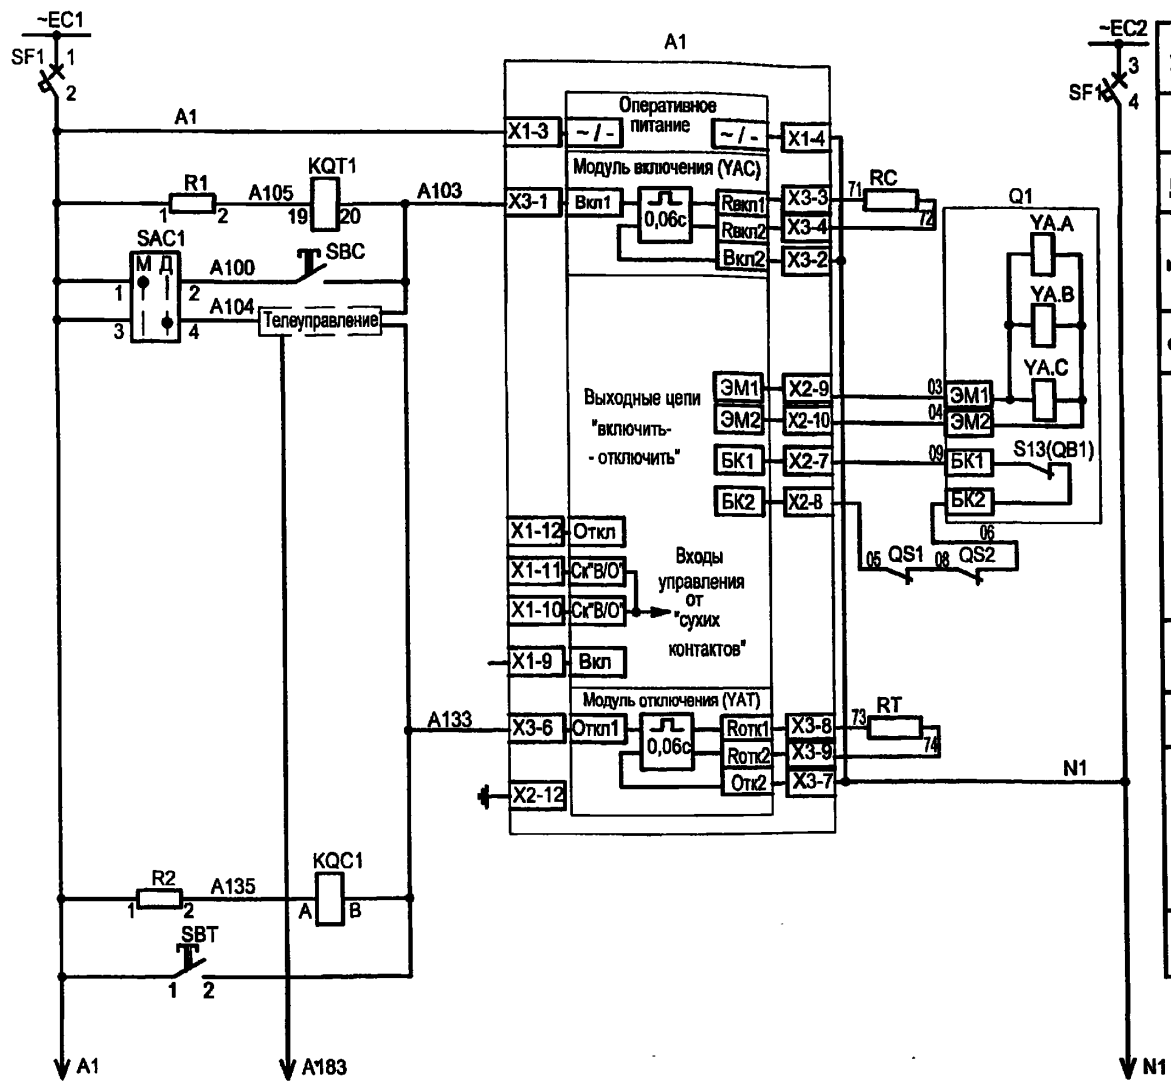 ~EC1
SF1
1
2
A1
~EC2
3
SF1
4
A1
X1-3
~ / -
Оперативное
питание
~ / -
X1-4
Модуль включения (YAC)
R1
1
2
A105
KQT1
19
20
A103
X3-1
Вкл1
0,06с
Rвкл1
X3-3
71
RC
Rвкл2
X3-4
72
Вкл2
X3-2
SAC1
М Д
1
2
A100
SBC
3
4
A104
Телеуправление
Q1
YA.A
YA.B
YA.C
Выходные цепи
"включить-
- отключить"
ЭМ1
X2-9
03
ЭМ1
ЭМ2
X2-10
04
ЭМ2
БК1
X2-7
09
БК1
S13(QB1)
БК2
X2-8
БК2
06
05
QS1
08
QS2
X1-12
Откл
X1-11
Ск"В/О"
X1-10
Ск"В/О"
X1-9
Вкл
Входы
управления
от
"сухих
контактов"
Модуль отключения (YAT)
A133
X3-6
Откл1
0,06с
Rотк1
X3-8
73
RT
Rотк2
X3-9
74
Отк2
X3-7
N1
X2-12
R2
1
2
A135
KQC1
A
B
SBT
1
2
A1
A183
N1